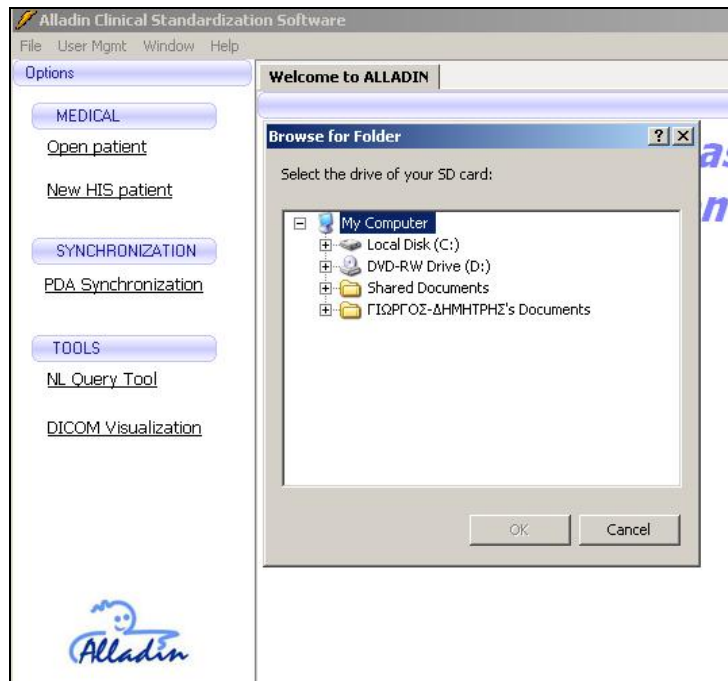 Alladin Clinical Standardization Software
File User Mgmt Window Help
Options
MEDICAL
Open patient
New HIS patient
SYNCHRONIZATION
PDA Synchronization
TOOLS
NL Query Tool
DICOM Visualization
Alladin
Welcome to ALLADIN
Browse for Folder
Select the drive of your SD card:
My Computer
Local Disk (C:)
DVD-RW Drive (D:)
Shared Documents
ΓΙΩΡΓΟΣ-ΔΗΜΗΤΡΗΣ's Documents
OK Cancel